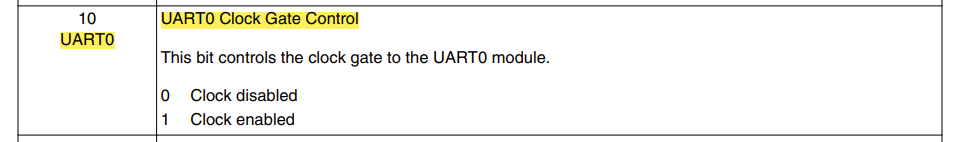 10
UART0
UART0 Clock Gate Control
This bit controls the clock gate to the UART0 module.
0 Clock disabled
1 Clock enabled